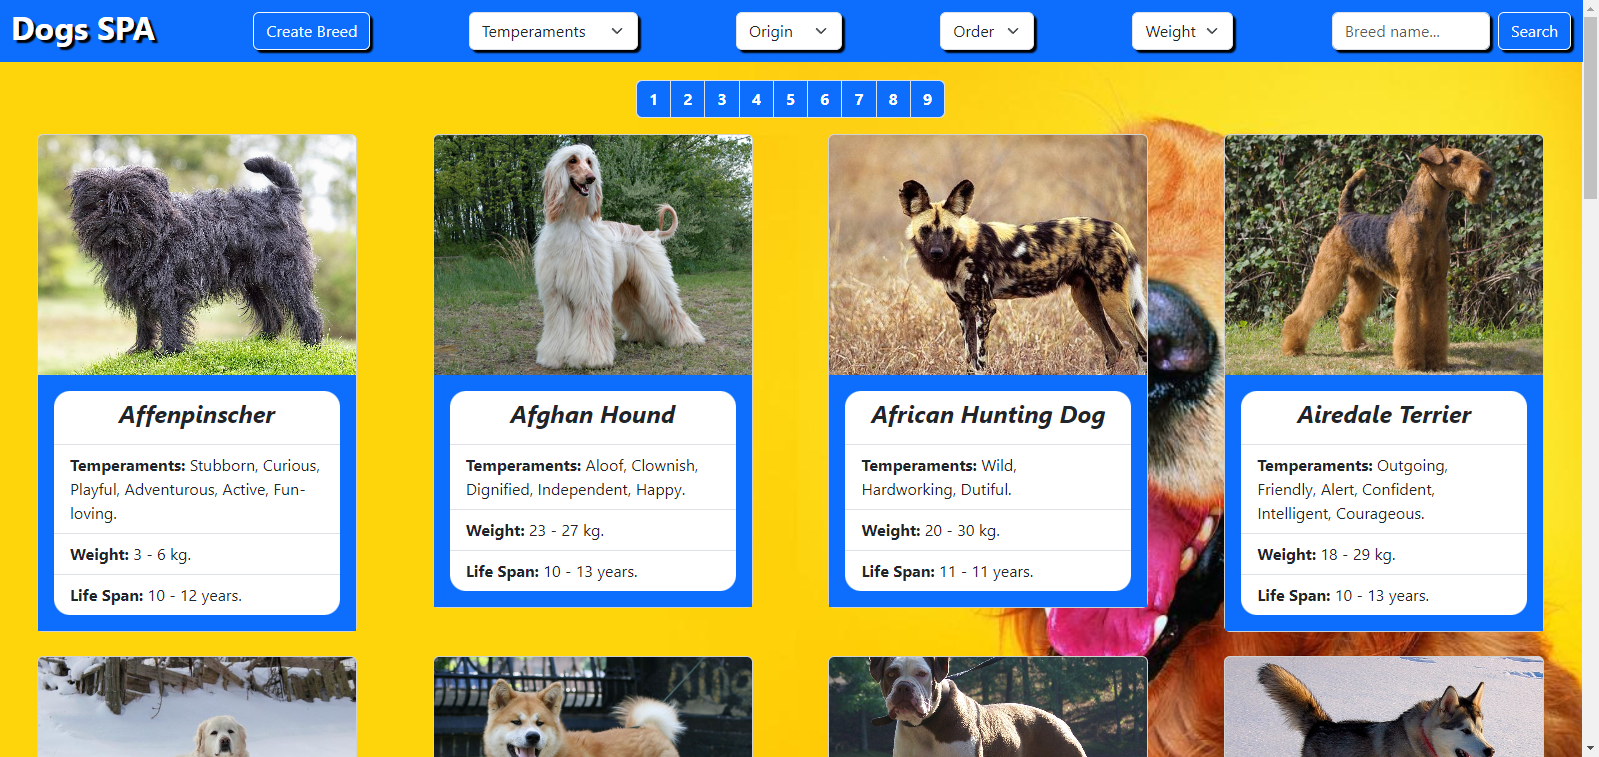 Dogs SPA
Create Breed
Temperaments
Origin
Order
Weight
Breed name...
Search
1 2 3 4 5 6 7 8 9
Affenpinscher
Temperaments: Stubborn, Curious,
Playful, Adventurous, Active, Fun-
loving.
Weight: 3 - 6 kg.
Life Span: 10 - 12 years.
Afghan Hound
Temperaments: Aloof, Clownish,
Dignified, Independent, Happy.
Weight: 23 - 27 kg.
Life Span: 10 - 13 years.
African Hunting Dog
Temperaments: Wild,
Hardworking, Dutiful.
Weight: 20 - 30 kg.
Life Span: 11 - 11 years.
Airedale Terrier
Temperaments: Outgoing,
Friendly, Alert, Confident,
Intelligent, Courageous.
Weight: 18 - 29 kg.
Life Span: 10 - 13 years.